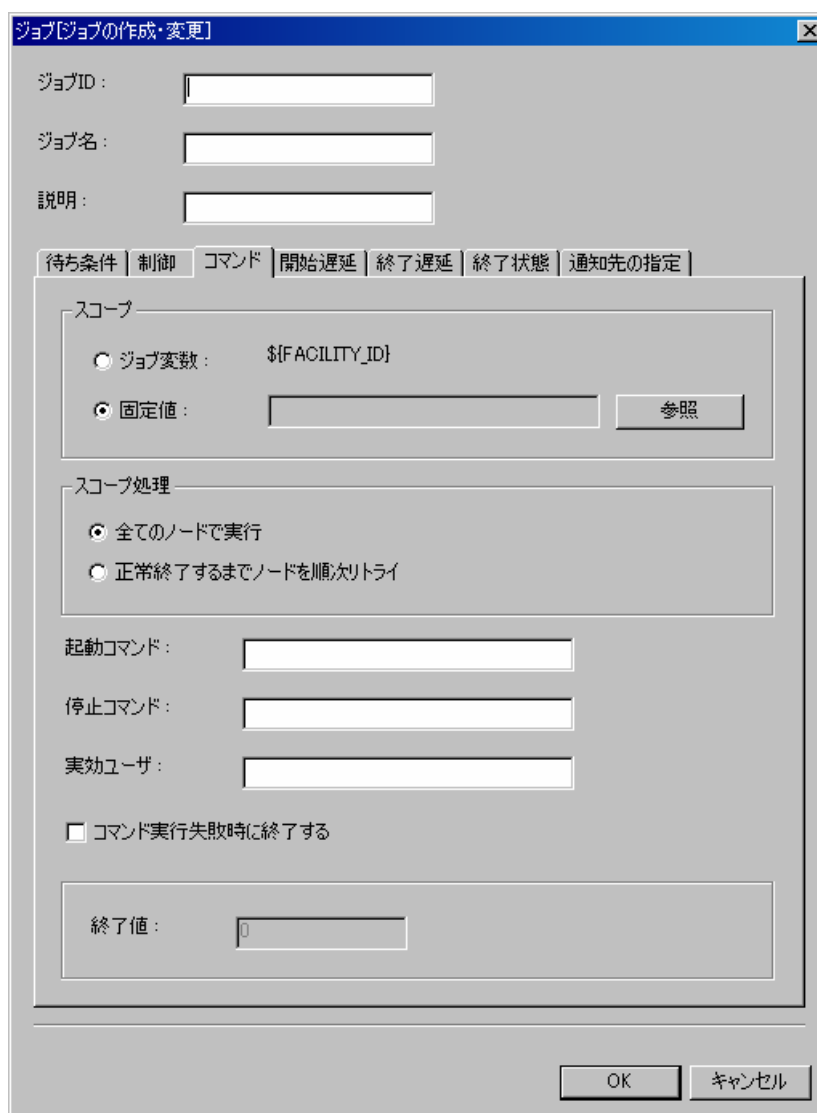 ジョブ[ジョブの作成・変更]
ジョブID：
ジョブ名：
説明：
待ち条件 制御 コマンド 開始遅延 終了遅延 終了状態 通知先の指定
スコープ
ジョブ変数： ${FACILITY_ID}
固定値： 参照
スコープ処理
全てのノードで実行
正常終了するまでノードを順次リトライ
起動コマンド：
停止コマンド：
実効ユーザ：
コマンド実行失敗時に終了する
終了値： 0
OK キャンセル